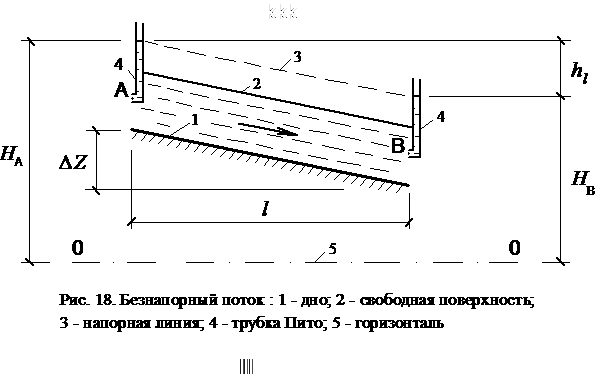 k k k
3
4
2
A
h_l
1
4
B
H_A
ΔZ
H_B
l
0
5
0
Рис. 18. Безнапорный поток : 1 - дно; 2 - свободная поверхность;
3 - напорная линия; 4 - трубка Пито; 5 - горизонталь